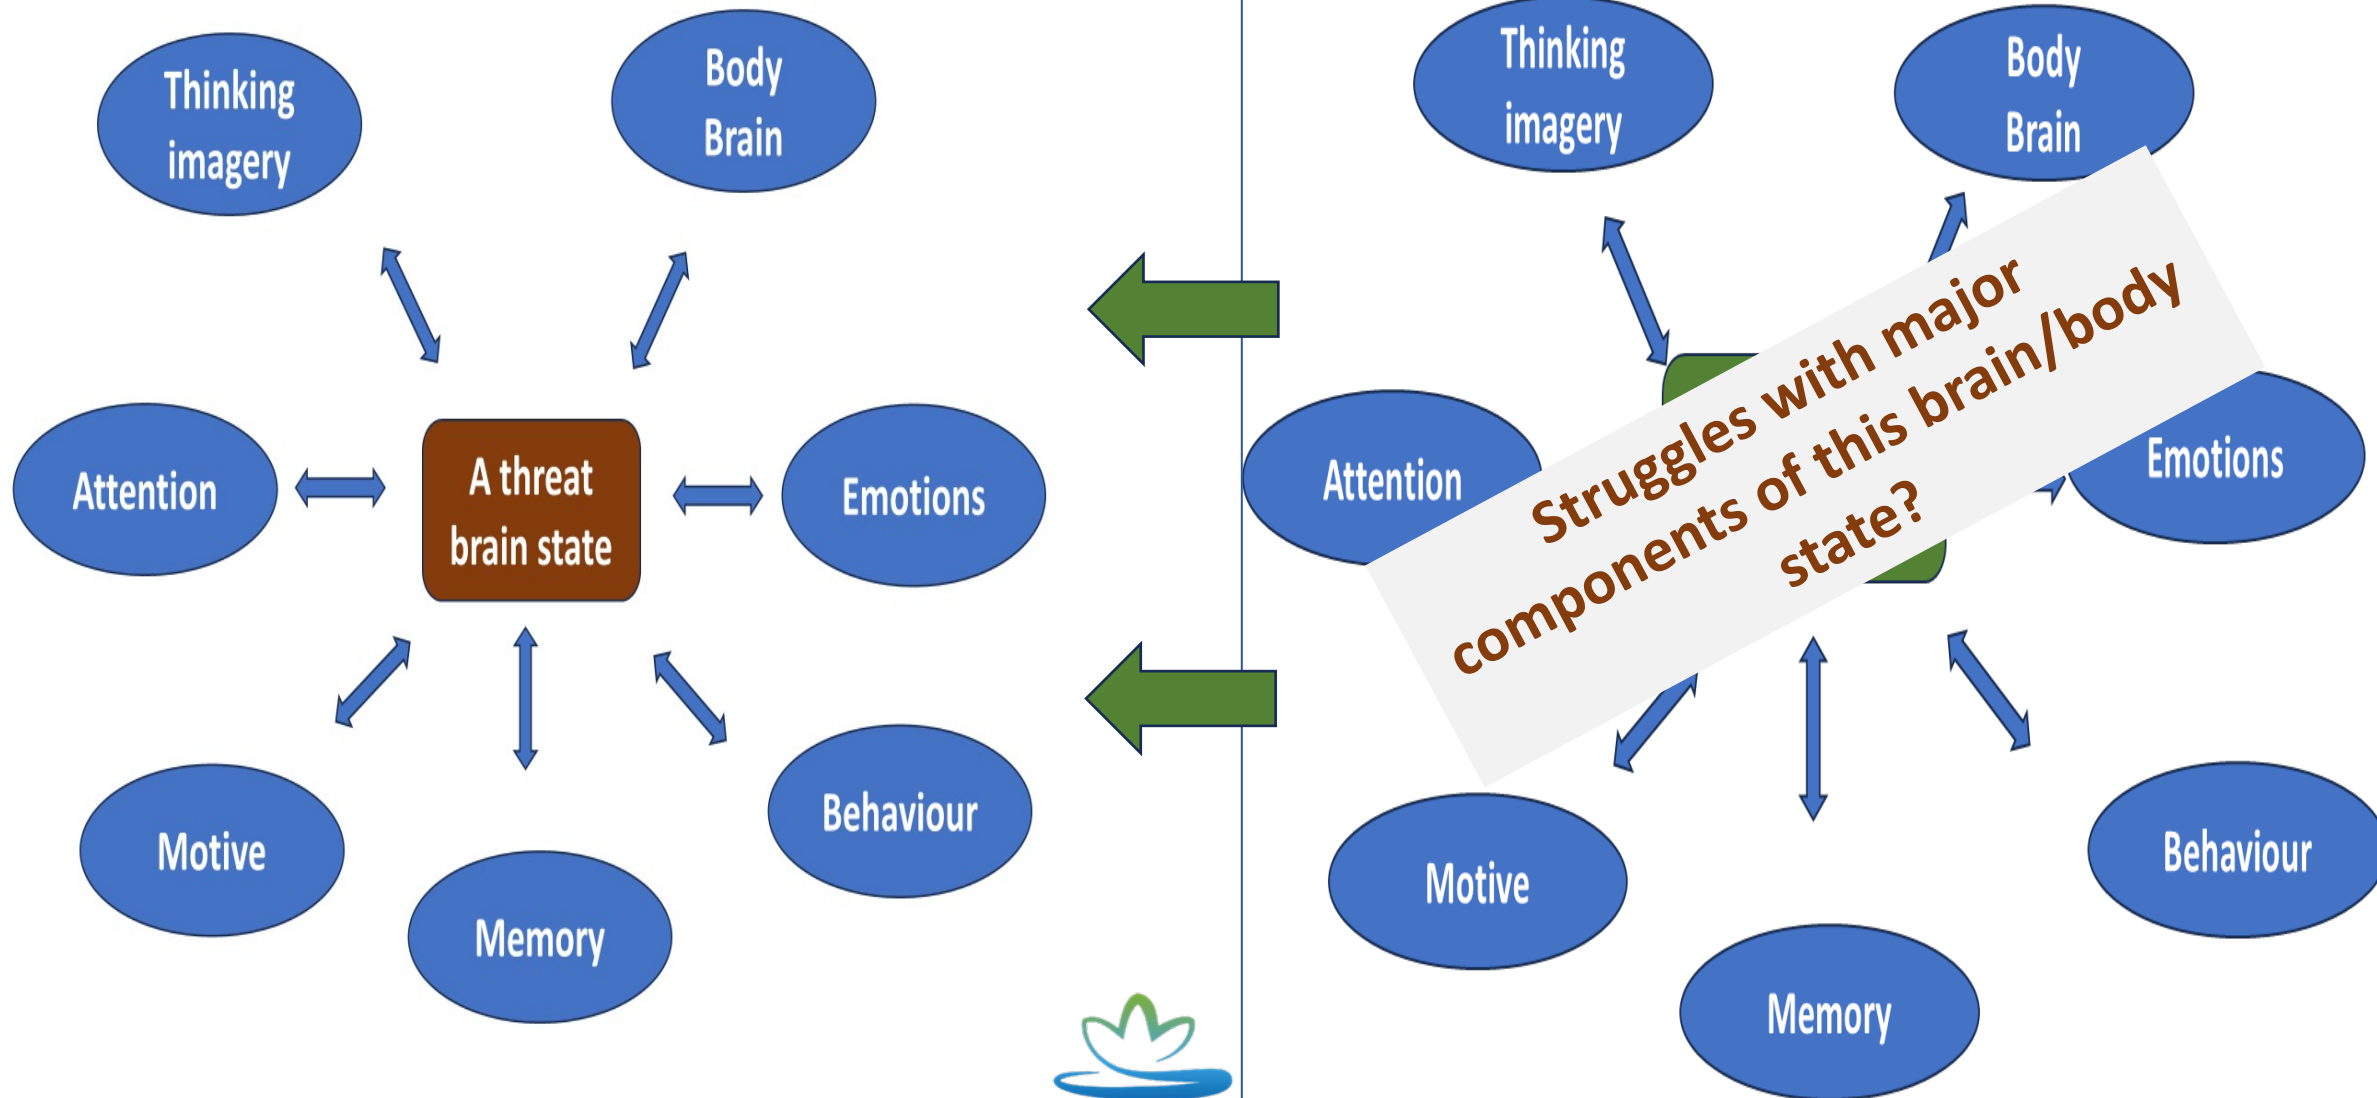 Thinking
imagery
Body
Brain
Attention
A threat
brain state
Emotions
Motive
Memory
Behaviour
Thinking
imagery
Body
Brain
Attention
Struggles with major
components of this brain/body
state?
Emotions
Motive
Memory
Behaviour